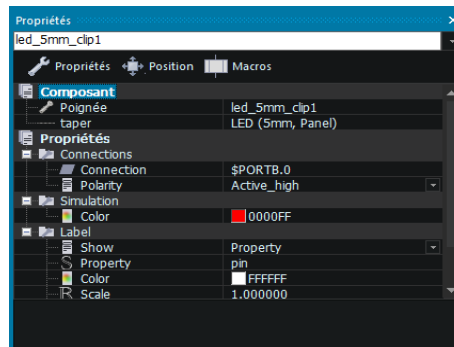 Propriétés
led_5mm_clip1
Propriétés Position Macros
Composant
Poignée led_5mm_clip1
taper LED (5mm, Panel)
Propriétés
Connections
Connection $PORTB.0
Polarity Active_high
Simulation
Color 0000FF
Label
Show Property
Property pin
Color FFFFFF
Scale 1.000000